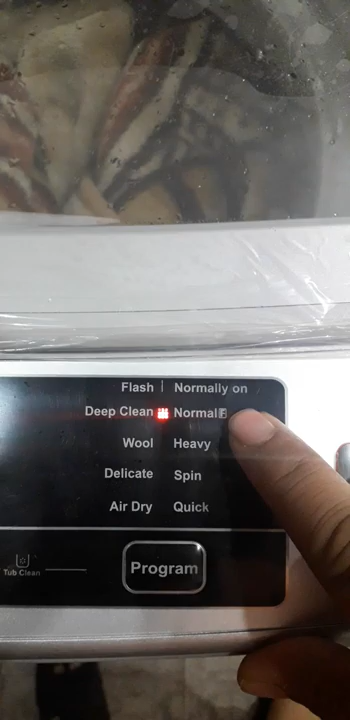 Flash | Normally on
Deep Clean Normal F
Wool Heavy
Delicate Spin
Air Dry Quick
Tub Clean
Program